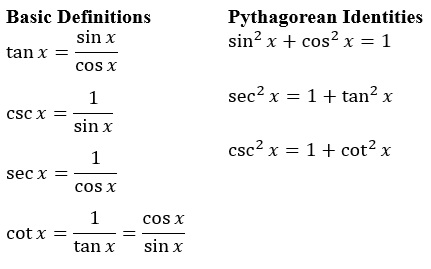 Basic Definitions
tan x = sin x / cos x
csc x = 1 / sin x
sec x = 1 / cos x
cot x = 1 / tan x = cos x / sin x
Pythagorean Identities
sin² x + cos² x = 1
sec² x = 1 + tan² x
csc² x = 1 + cot² x